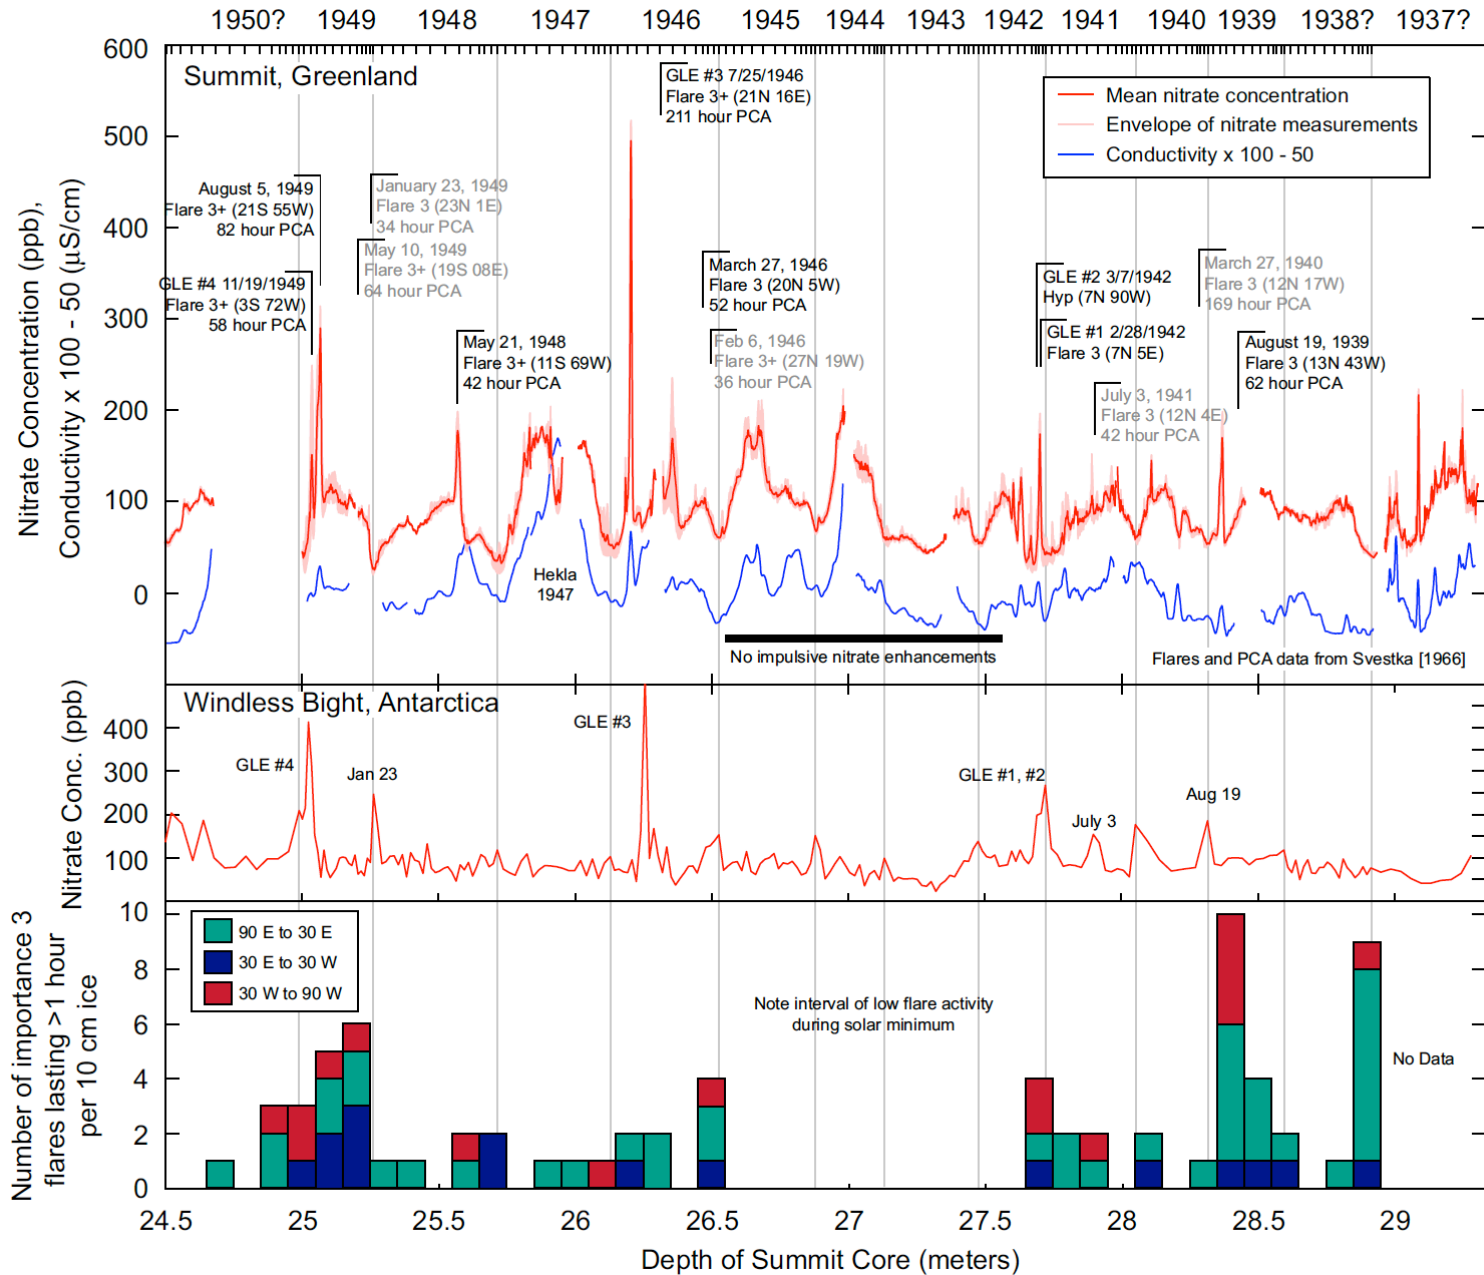 1950? 1949 1948 1947 1946 1945 1944 1943 1942 1941 1940 1939 1938? 1937?
Summit, Greenland
Mean nitrate concentration
Envelope of nitrate measurements
Conductivity x 100 - 50
Nitrate Concentration (ppb),
Conductivity x 100 - 50 (µS/cm)
600
500
400
300
200
100
0
GLE #3 7/25/1946
Flare 3+ (21N 16E)
211 hour PCA
August 5, 1949
Flare 3+ (21S 55W)
82 hour PCA
January 23, 1949
Flare 3 (23N 1E)
34 hour PCA
May 10, 1949
Flare 3+ (19S 08E)
64 hour PCA
GLE #4 11/19/1949
Flare 3+ (3S 72W)
58 hour PCA
May 21, 1948
Flare 3+ (11S 69W)
42 hour PCA
March 27, 1946
Flare 3 (20N 5W)
52 hour PCA
Feb 6, 1946
Flare 3+ (27N 19W)
36 hour PCA
GLE #2 3/7/1942
Hyp (7N 90W)
GLE #1 2/28/1942
Flare 3 (7N 5E)
July 3, 1941
Flare 3 (12N 4E)
42 hour PCA
March 27, 1940
Flare 3 (12N 17W)
169 hour PCA
August 19, 1939
Flare 3 (13N 43W)
62 hour PCA
Hekla
1947
No impulsive nitrate enhancements
Flares and PCA data from Svestka [1966]
Windless Bight, Antarctica
Nitrate Conc. (ppb)
400
300
200
100
GLE #4
Jan 23
GLE #3
GLE #1, #2
July 3
Aug 19
Number of importance 3
flares lasting >1 hour
per 10 cm ice
10
8
6
4
2
0
90 E to 30 E
30 E to 30 W
30 W to 90 W
Note interval of low flare activity
during solar minimum
No Data
24.5 25 25.5 26 26.5 27 27.5 28 28.5 29
Depth of Summit Core (meters)